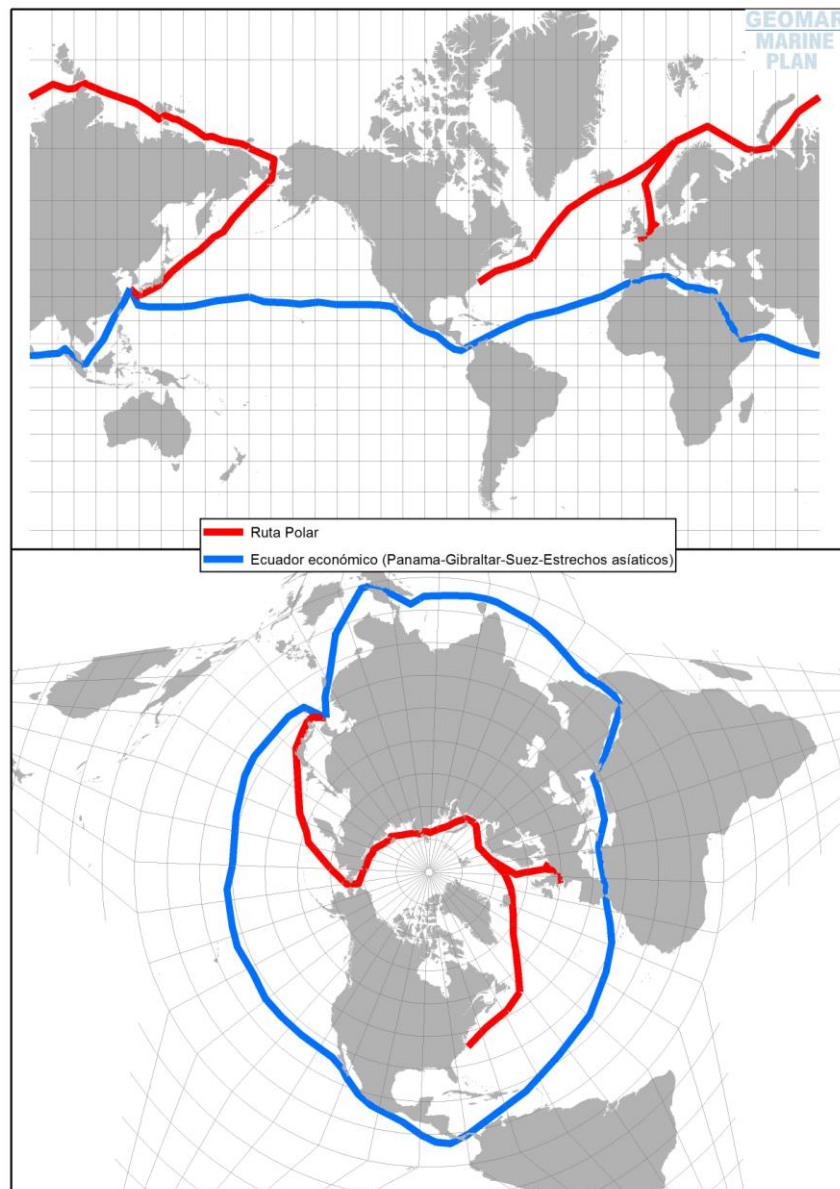 GEOMAR
MARINE
PLAN
Ruta Polar
Ecuador económico (Panama-Gibraltar-Suez-Estrechos asíaticos)